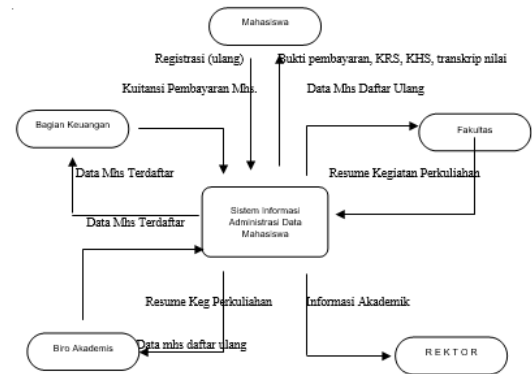 Mahasiswa
Registrasi (ulang)
Bukti pembayaran, KRS, KHS, transkrip nilai
Kuitansi Pembayaran Mhs.
Data Mhs Daftar Ulang
Bagian Keuangan
Fakultas
Data Mhs Terdaftar
Resume Kegiatan Perkuliahan
Sistem Informasi
Administrasi Data
Mahasiswa
Data Mhs Terdaftar
Resume Keg Perkuliahan
Informasi Akademik
Biro Akademis
Data mhs daftar ulang
R E K T O R